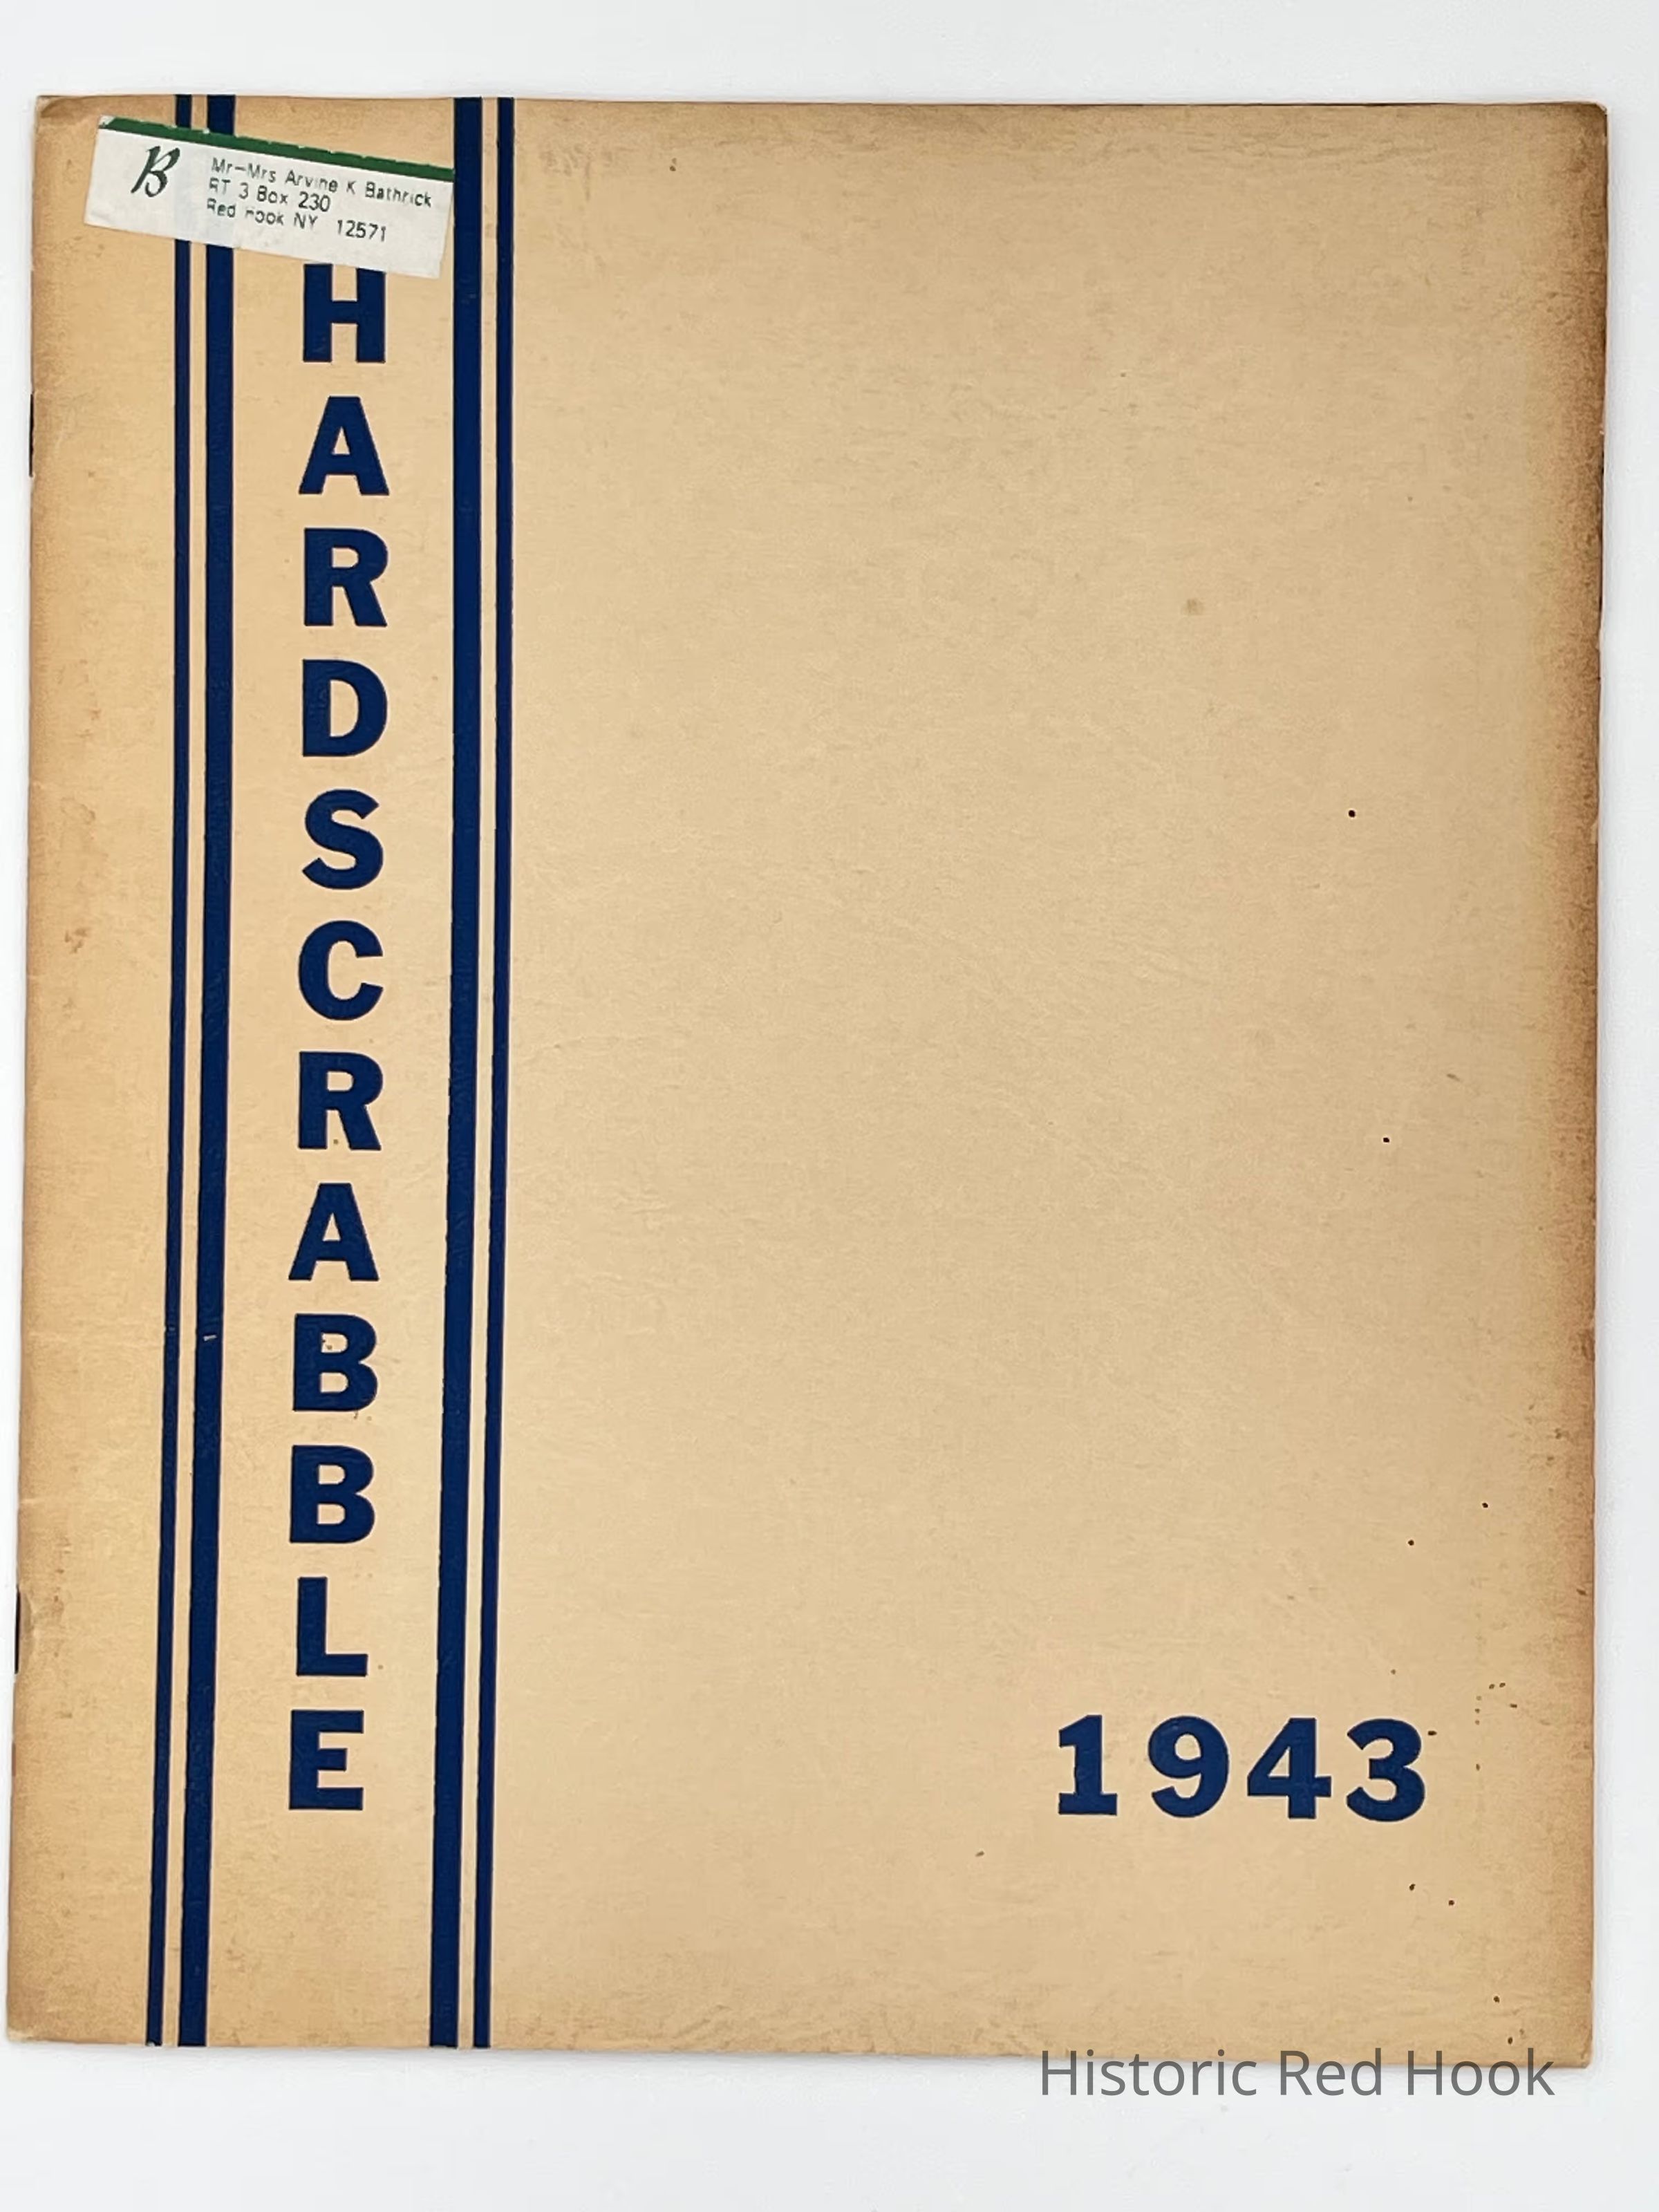 B
Mr-Mrs Arvine K Bathrick
RT 3 Box 230
Red Hook NY 12571
HARDSCRABBLE
1943
Historic Red Hook